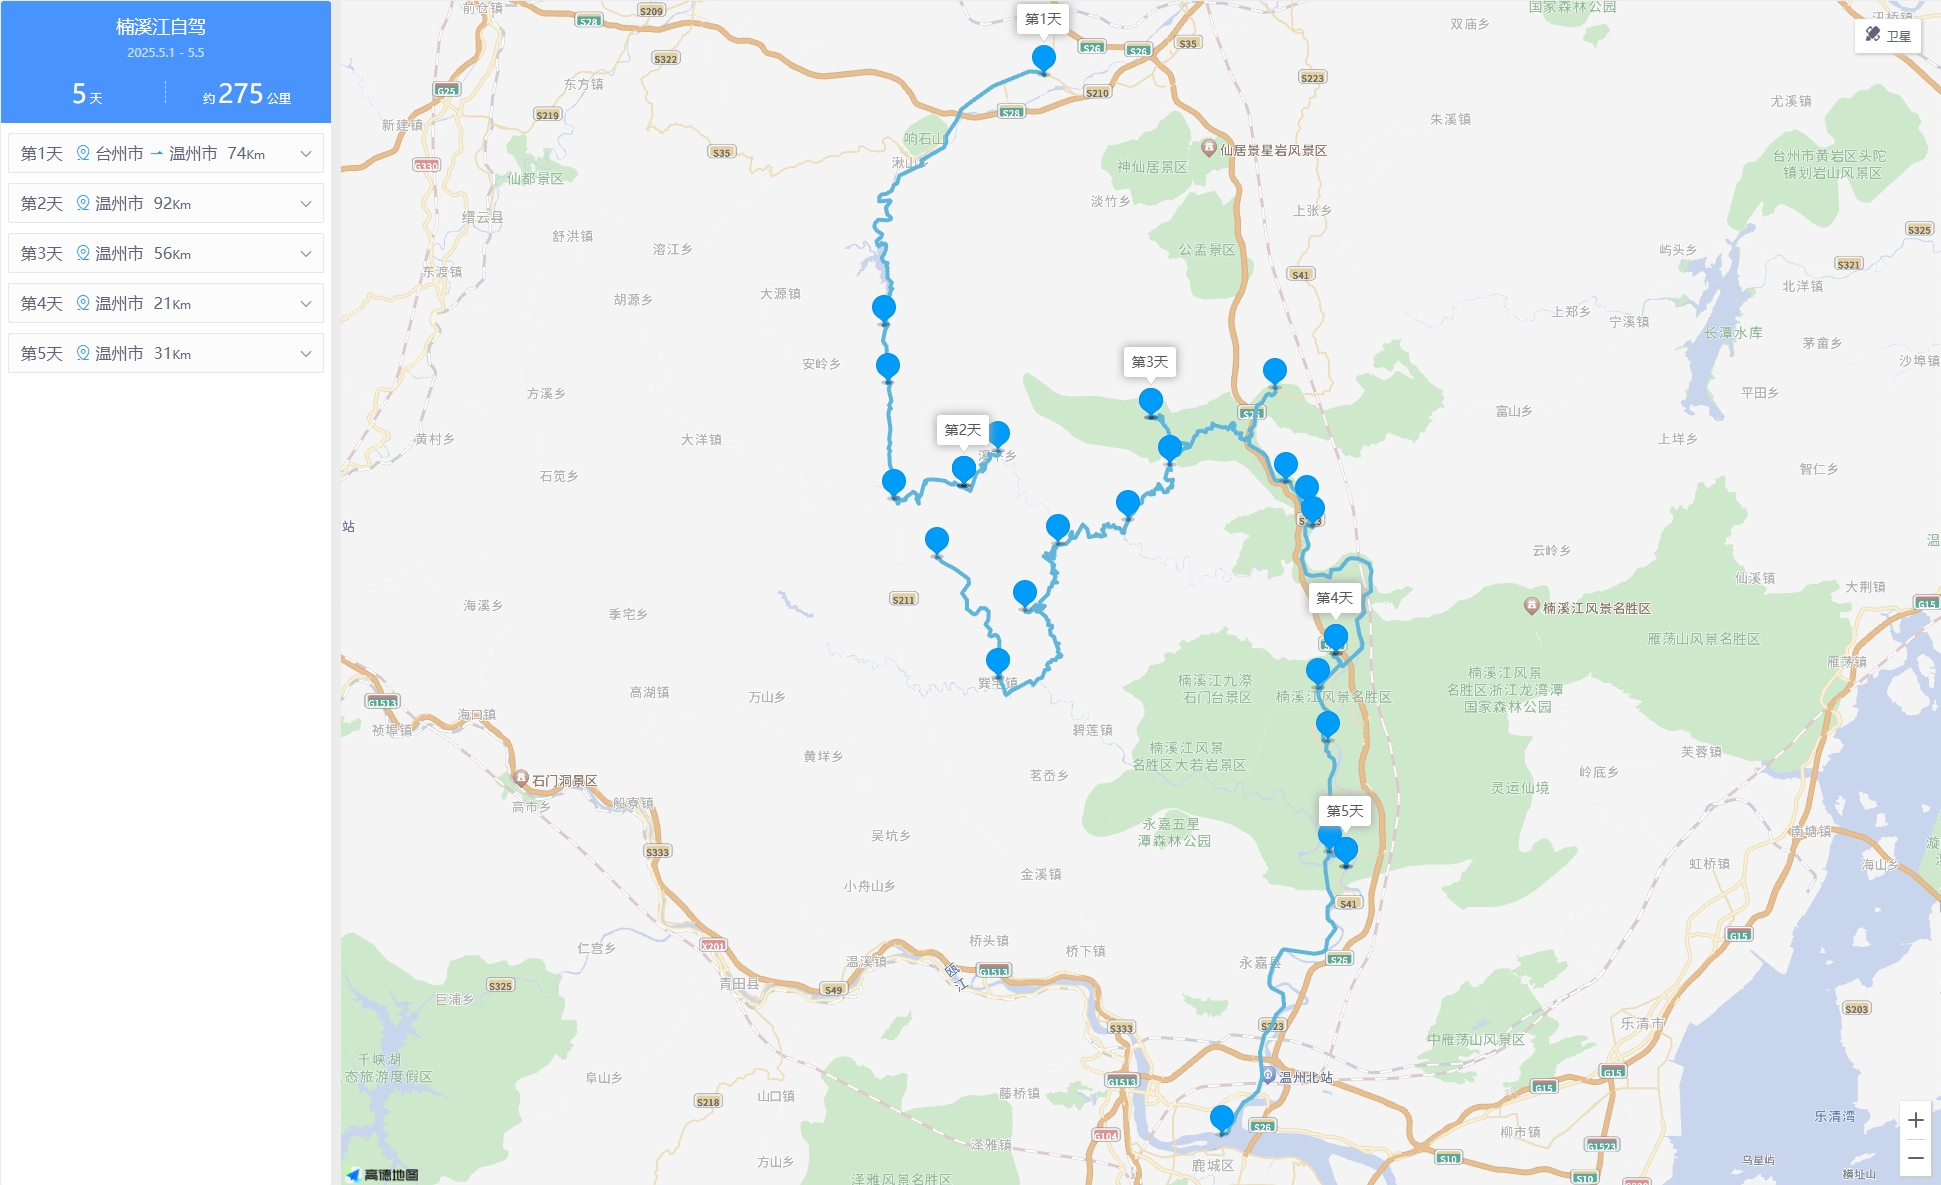 楠溪江自驾
2025.5.1 - 5.5
5天
约275公里
第1天 台州市 温州市 74Km
第2天 温州市 92Km
第3天 温州市 56Km
第4天 温州市 21Km
第5天 温州市 31Km
前仓镇
S209
S28
第1天
双庙乡
国家森林公园
卫星
S26
S26
S35
S322
S223
G25
东方镇
S210
尤溪镇
S28
S219
新建镇
朱溪镇
响石山
S35
G330
湫山乡
神仙居景区
仙居景星岩风景区
台州市黄岩区头陀
镇划岩山风景区
仙都景区
缙云县
淡竹乡
上张乡
S325
舒洪镇
溶江乡
公盂景区
屿头乡
S321
东渡镇
S41
大源镇
胡源乡
北洋镇
上郑乡
宁溪镇
长潭水库
茅畲乡
安岭乡
第3天
沙埠镇
方溪乡
平田乡
S26
富山乡
第2天
黄村乡
大洋镇
上垟乡
石笕乡
智仁乡
站
云岭乡
仙溪镇
大荆镇
温
海溪乡
季宅乡
S211
第4天
楠溪江风景名胜区
G15
雁荡山风景名胜区
雁荡镇
楠溪江风景
名胜区浙江龙湾潭
国家森林公园
楠溪江九漈
石门台景区
楠溪江风景名胜区
巽宅镇
高湖镇
万山乡
G1513
海口镇
祯埠镇
碧莲镇
楠溪江风景
名胜区大若岩景区
芙蓉镇
黄垟乡
茗岙乡
岭底乡
石门洞景区
高市乡
船寮镇
灵运仙境
第5天
永嘉五星
潭森林公园
吴坑乡
南塘镇
S333
虹桥镇
海山乡
小舟山乡
金溪镇
S41
仁宫乡
X201
桥头镇
桥下镇
G15
温溪镇
瓯江
G1513
永嘉县
S26
S325
青田县
S49
巨浦乡
S203
S333
S223
乐清市
中雁荡山风景区
千峡湖
态旅游度假区
阜山乡
G1513
温州北站
G15
G15
S218
山口镇
藤桥镇
乐清湾
G104
S26
柳市镇
G1523
泽雅镇
方山乡
鹿城区
S10
乌星屿
横址山
泽雅风景名胜区
S10
高德地图